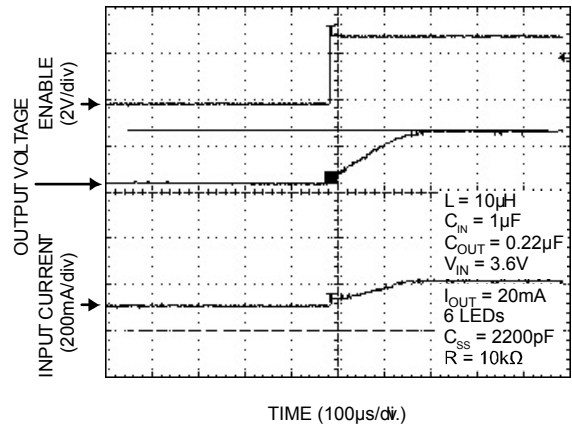 ENABLE
(2V/div)
OUTPUT VOLTAGE
INPUT CURRENT
(200mA/div)
L = 10µH
C_IN = 1µF
C_OUT = 0.22µF
V_IN = 3.6V
I_OUT = 20mA
6 LEDs
C_SS = 2200pF
R = 10kΩ
TIME (100µs/div.)